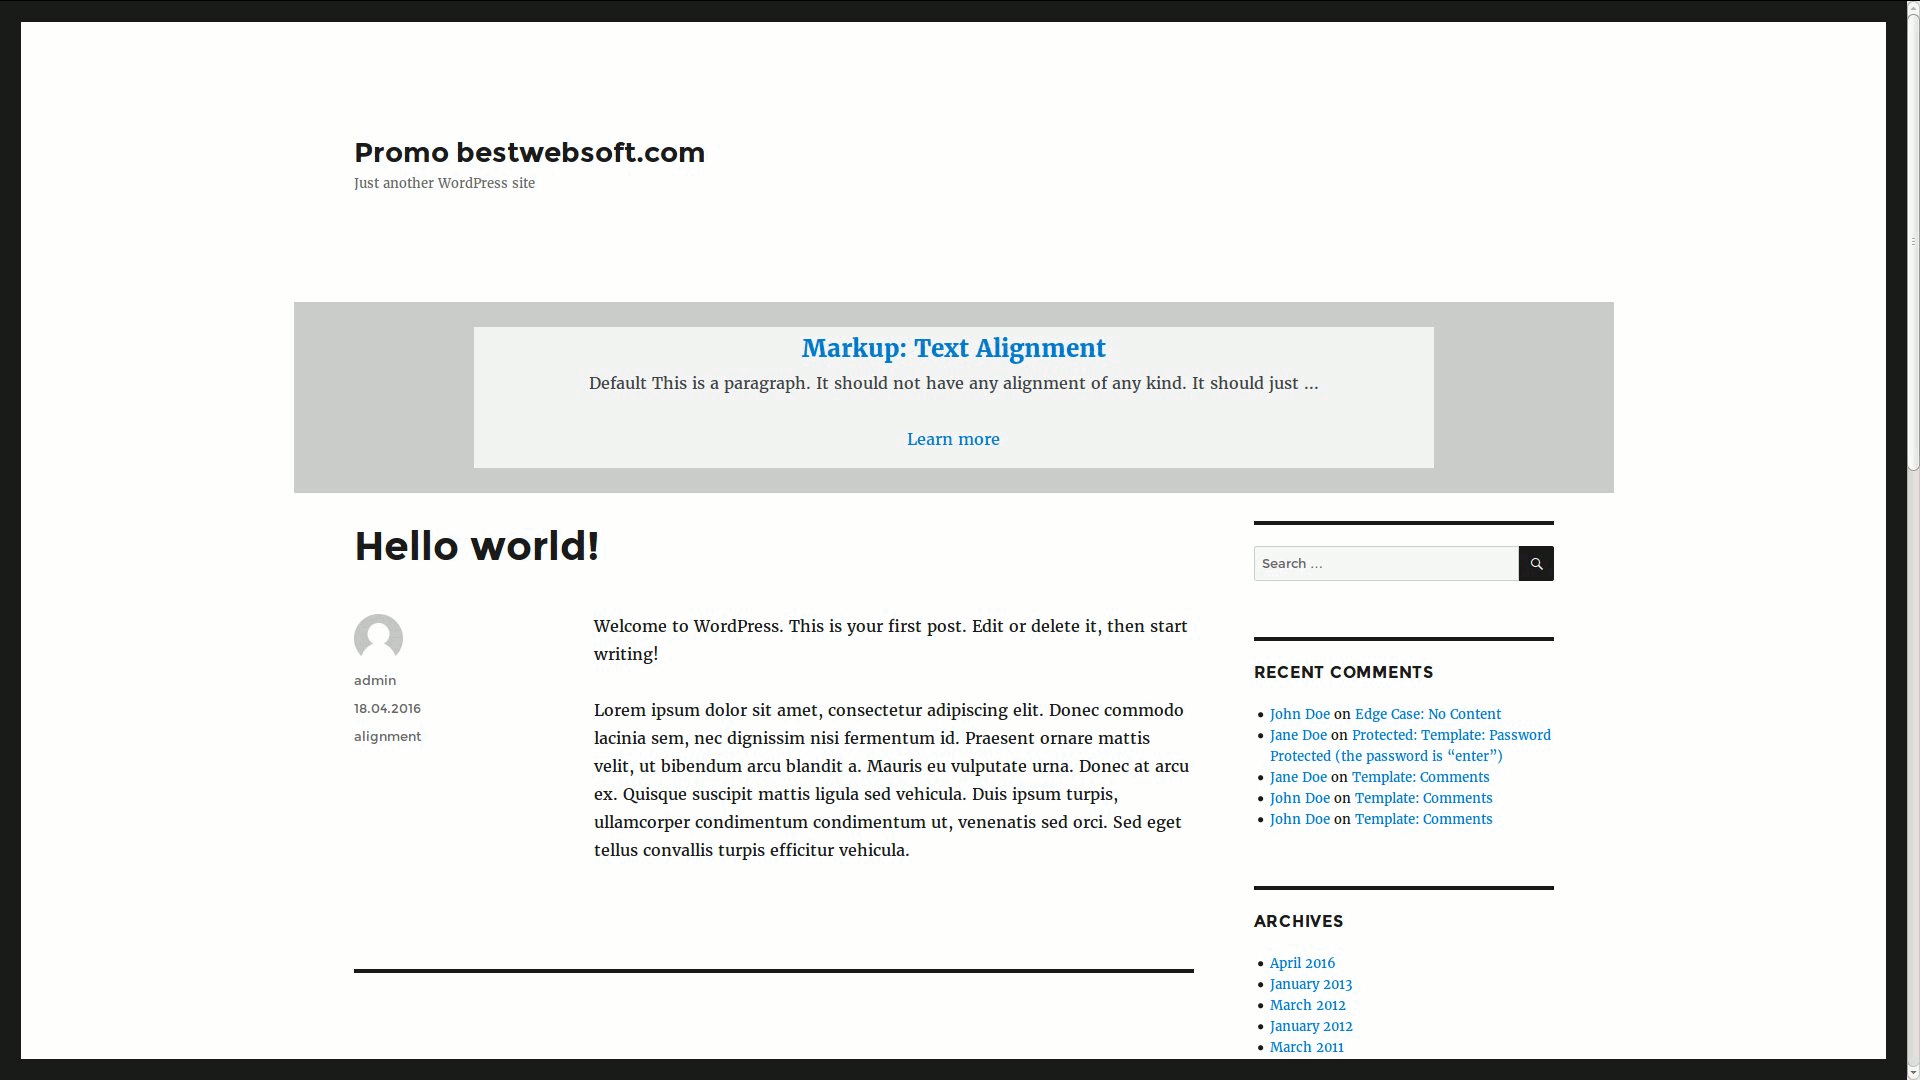 Promo bestwebsoft.com
Just another WordPress site
Markup: Text Alignment
Default This is a paragraph. It should not have any alignment of any kind. It should just ...
Learn more
Hello world!
admin
18.04.2016
alignment
Welcome to WordPress. This is your first post. Edit or delete it, then start
writing!
Lorem ipsum dolor sit amet, consectetur adipiscing elit. Donec commodo
lacinia sem, nec dignissim nisi fermentum id. Praesent ornare mattis
velit, ut bibendum arcu blandit a. Mauris eu vulputate urna. Donec at arcu
ex. Quisque suscipit mattis ligula sed vehicula. Duis ipsum turpis,
ullamcorper condimentum condimentum ut, venenatis sed orci. Sed eget
tellus convallis turpis efficitur vehicula.
Search …
RECENT COMMENTS
John Doe on Edge Case: No Content
Jane Doe on Protected: Template: Password
Protected (the password is “enter”)
Jane Doe on Template: Comments
John Doe on Template: Comments
John Doe on Template: Comments
ARCHIVES
April 2016
January 2013
March 2012
January 2012
March 2011